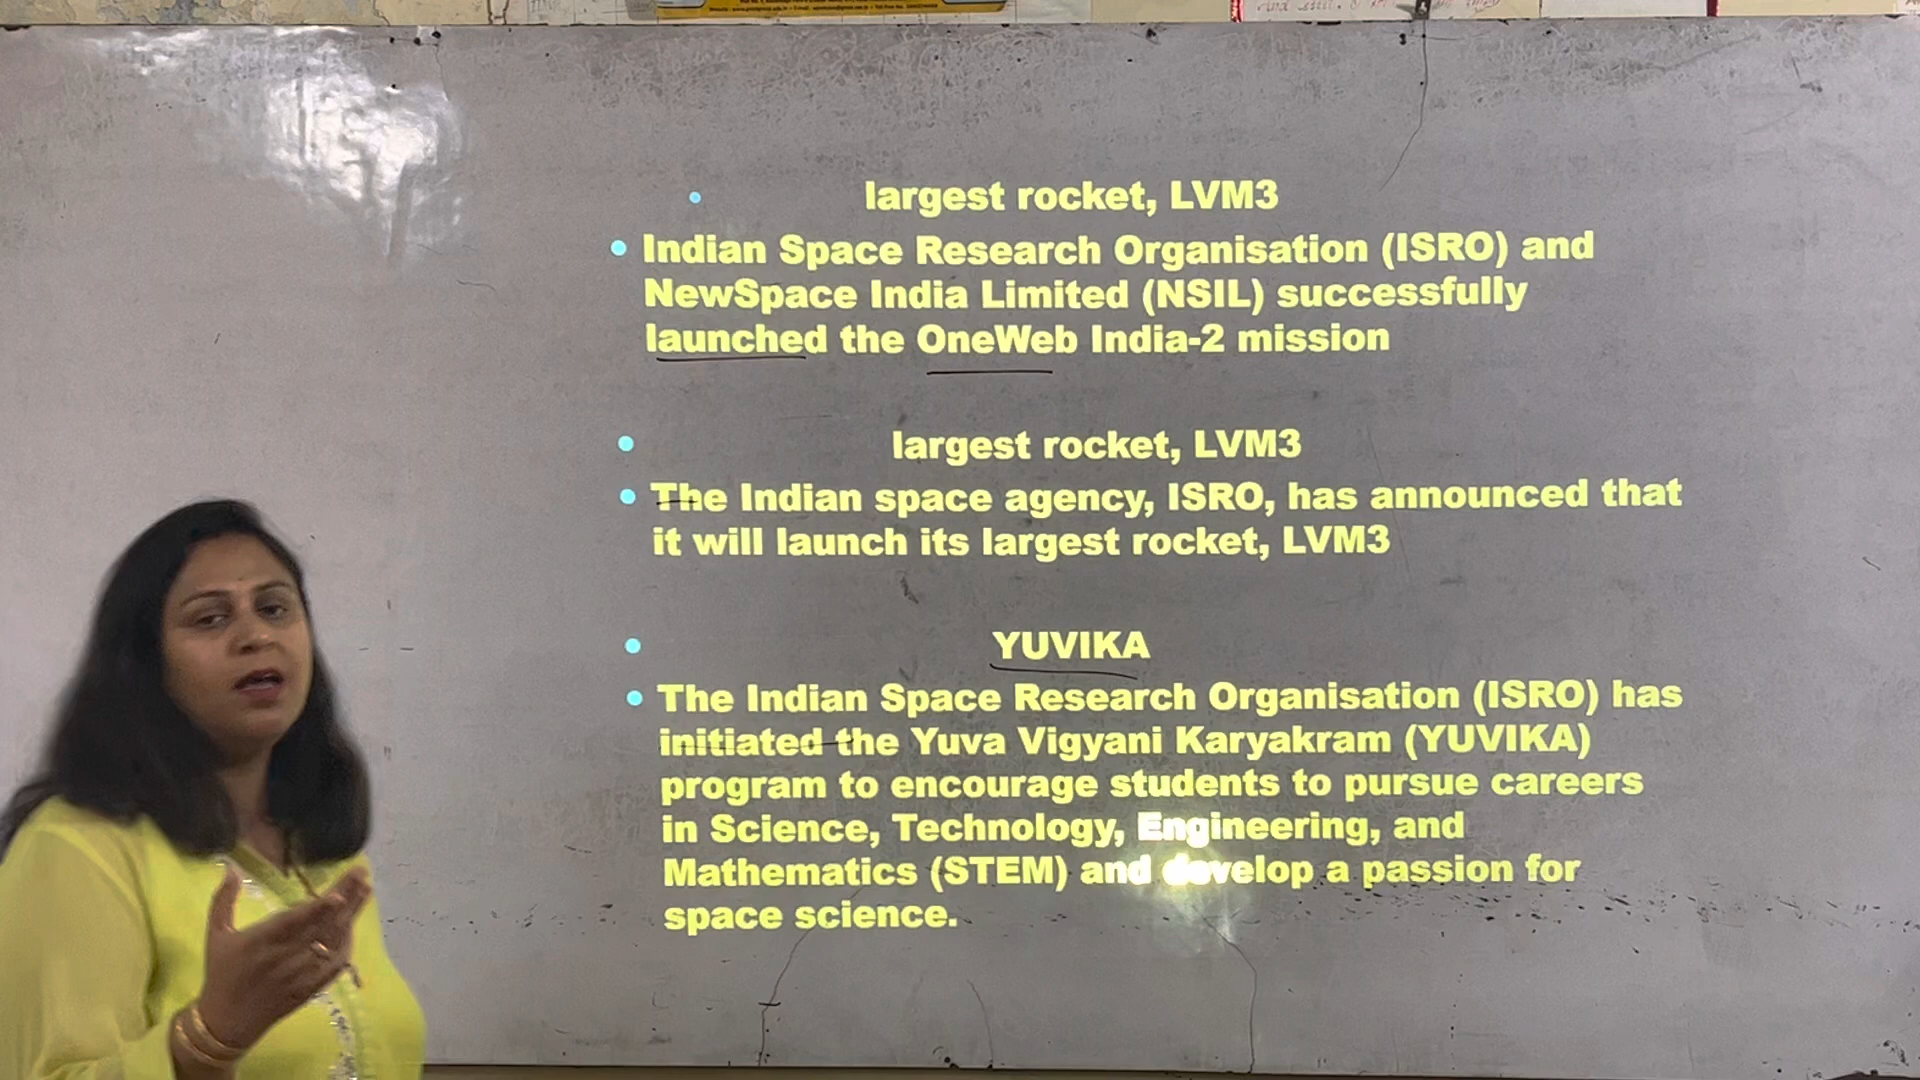 largest rocket, LVM3
Indian Space Research Organisation (ISRO) and
NewSpace India Limited (NSIL) successfully
launched the OneWeb India-2 mission
largest rocket, LVM3
The Indian space agency, ISRO, has announced that
it will launch its largest rocket, LVM3
YUVIKA
The Indian Space Research Organisation (ISRO) has
initiated the Yuva Vigyani Karyakram (YUVIKA)
program to encourage students to pursue careers
in Science, Technology, Engineering, and
Mathematics (STEM) and develop a passion for
space science.